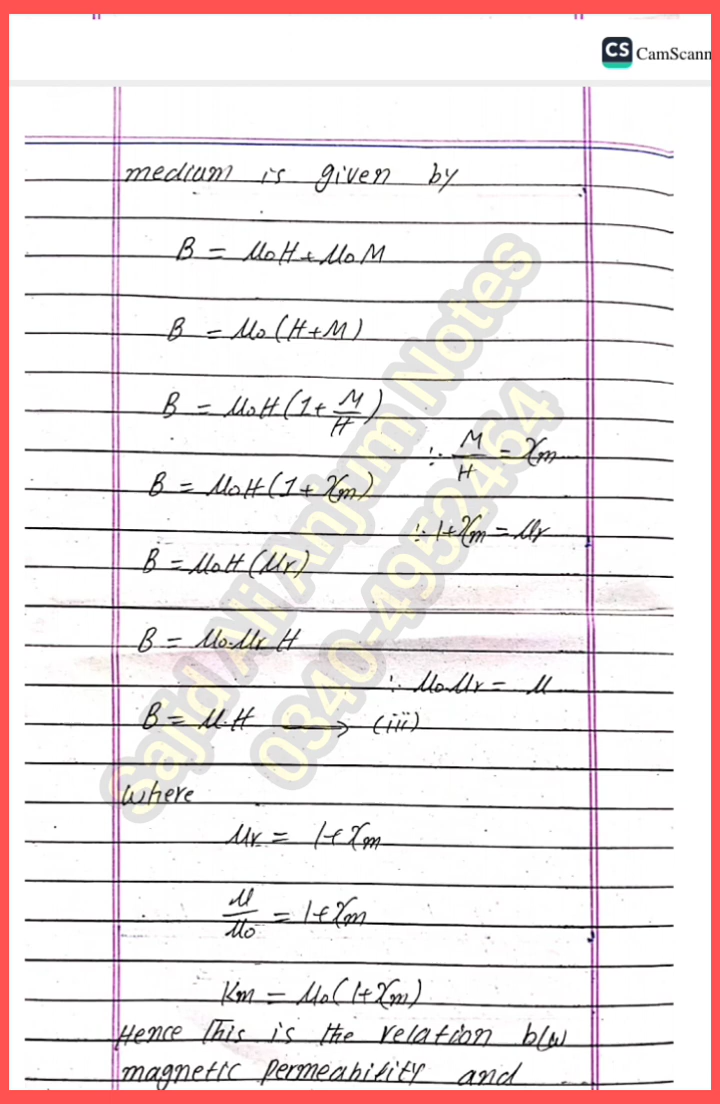 CS CamScann
medium is given by
B = μ₀H + μ₀M
B = μ₀(H+M)
B = μ₀H(1+ M/H)
∵ M/H = χm
B = μ₀H(1+χm)
∵ 1+χm = μr
B = μ₀H(μr)
B = μ₀μr H
∵ μ₀μr = μ
B = μ.H ⟶ (iii)
where
μr = 1+χm
μ/μ₀ = 1+χm
Km = μ₀(1+χm)
Hence This is the relation b/w
magnetic permeability and
Sajid Ali Anjum Notes
0340-4952464